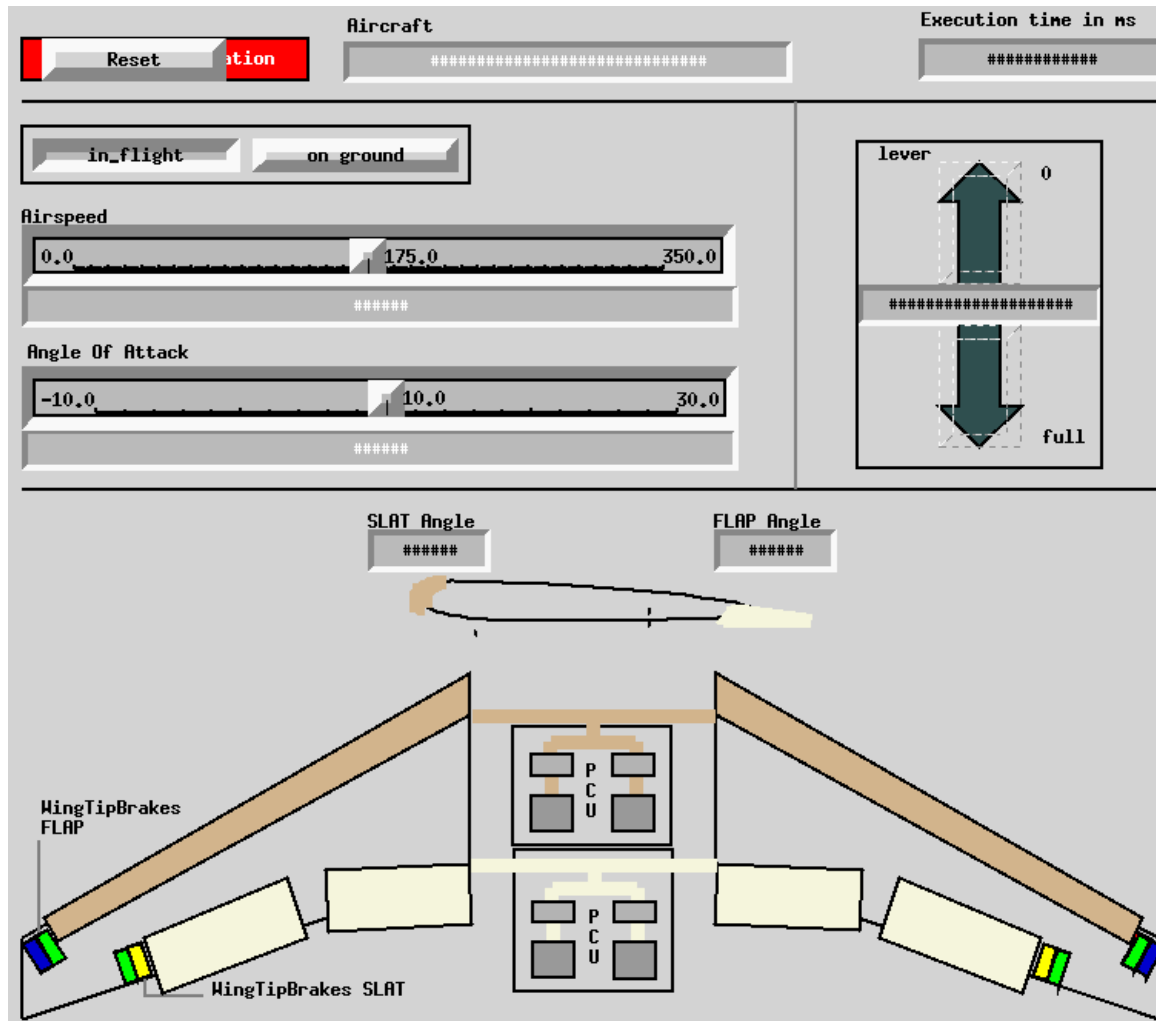 Aircraft
Execution time in ms
Reset
ation
##############################
############
in_flight
on ground
lever
0
Airspeed
0.0 175.0 350.0
######
####################
Angle Of Attack
-10.0 10.0 30.0
######
full
SLAT Angle
FLAP Angle
######
######
P
C
U
WingTipBrakes
FLAP
P
C
U
WingTipBrakes SLAT